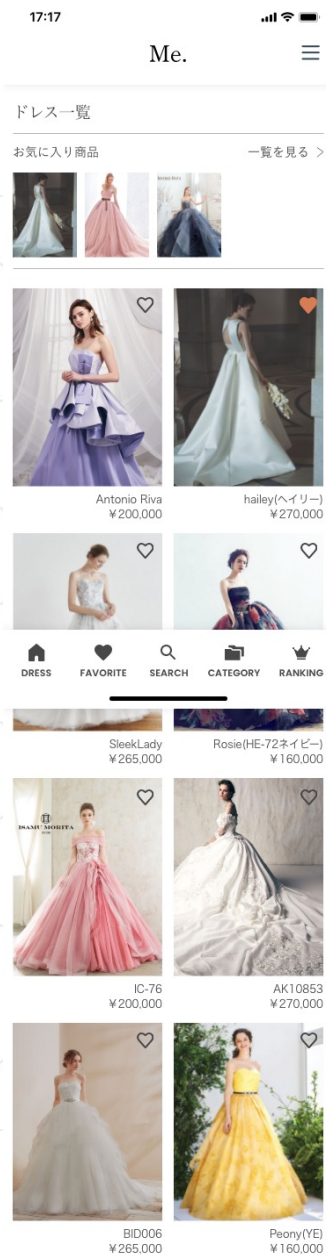 17:17
Me.
ドレス一覧
お気に入り商品
一覧を見る >
Antonio Riva
¥200,000
hailey(ヘイリー)
¥270,000
DRESS
FAVORITE
SEARCH
CATEGORY
RANKING
SleekLady
¥265,000
Rosie(HE-72ネイビー)
¥160,000
ISAMU MORITA
IC-76
¥200,000
AK10853
¥270,000
BID006
¥265,000
Peony(YE)
¥160,000